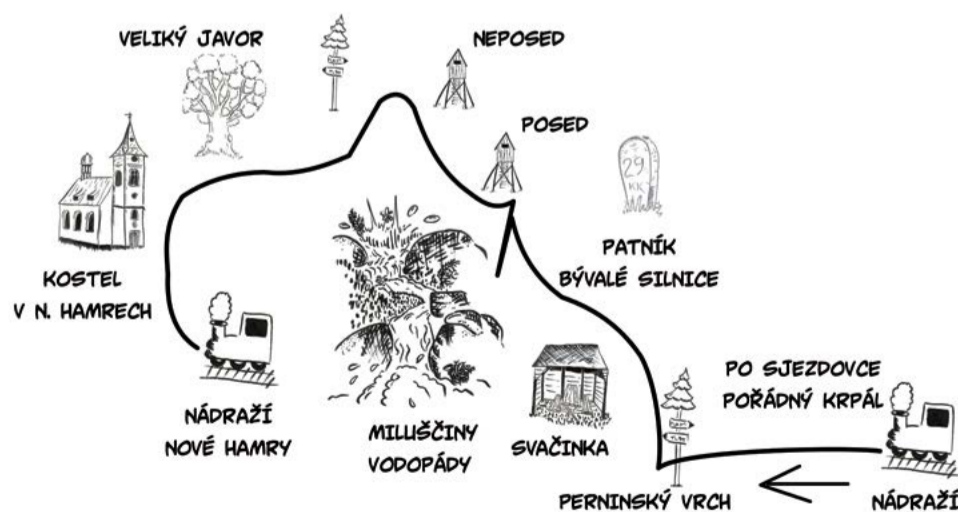 VELIKÝ JAVOR
NEPOSED
POSED
29
KK
PATNÍK
BÝVALÉ SILNICE
KOSTEL
V N. HAMRECH
NÁDRAŽÍ
NOVÉ HAMRY
MILUŠČINY
VODOPÁDY
SVAČINKA
PO SJEZDOVCE
POŘÁDNÝ KRPÁL
PERNINSKÝ VRCH
NÁDRAŽÍ